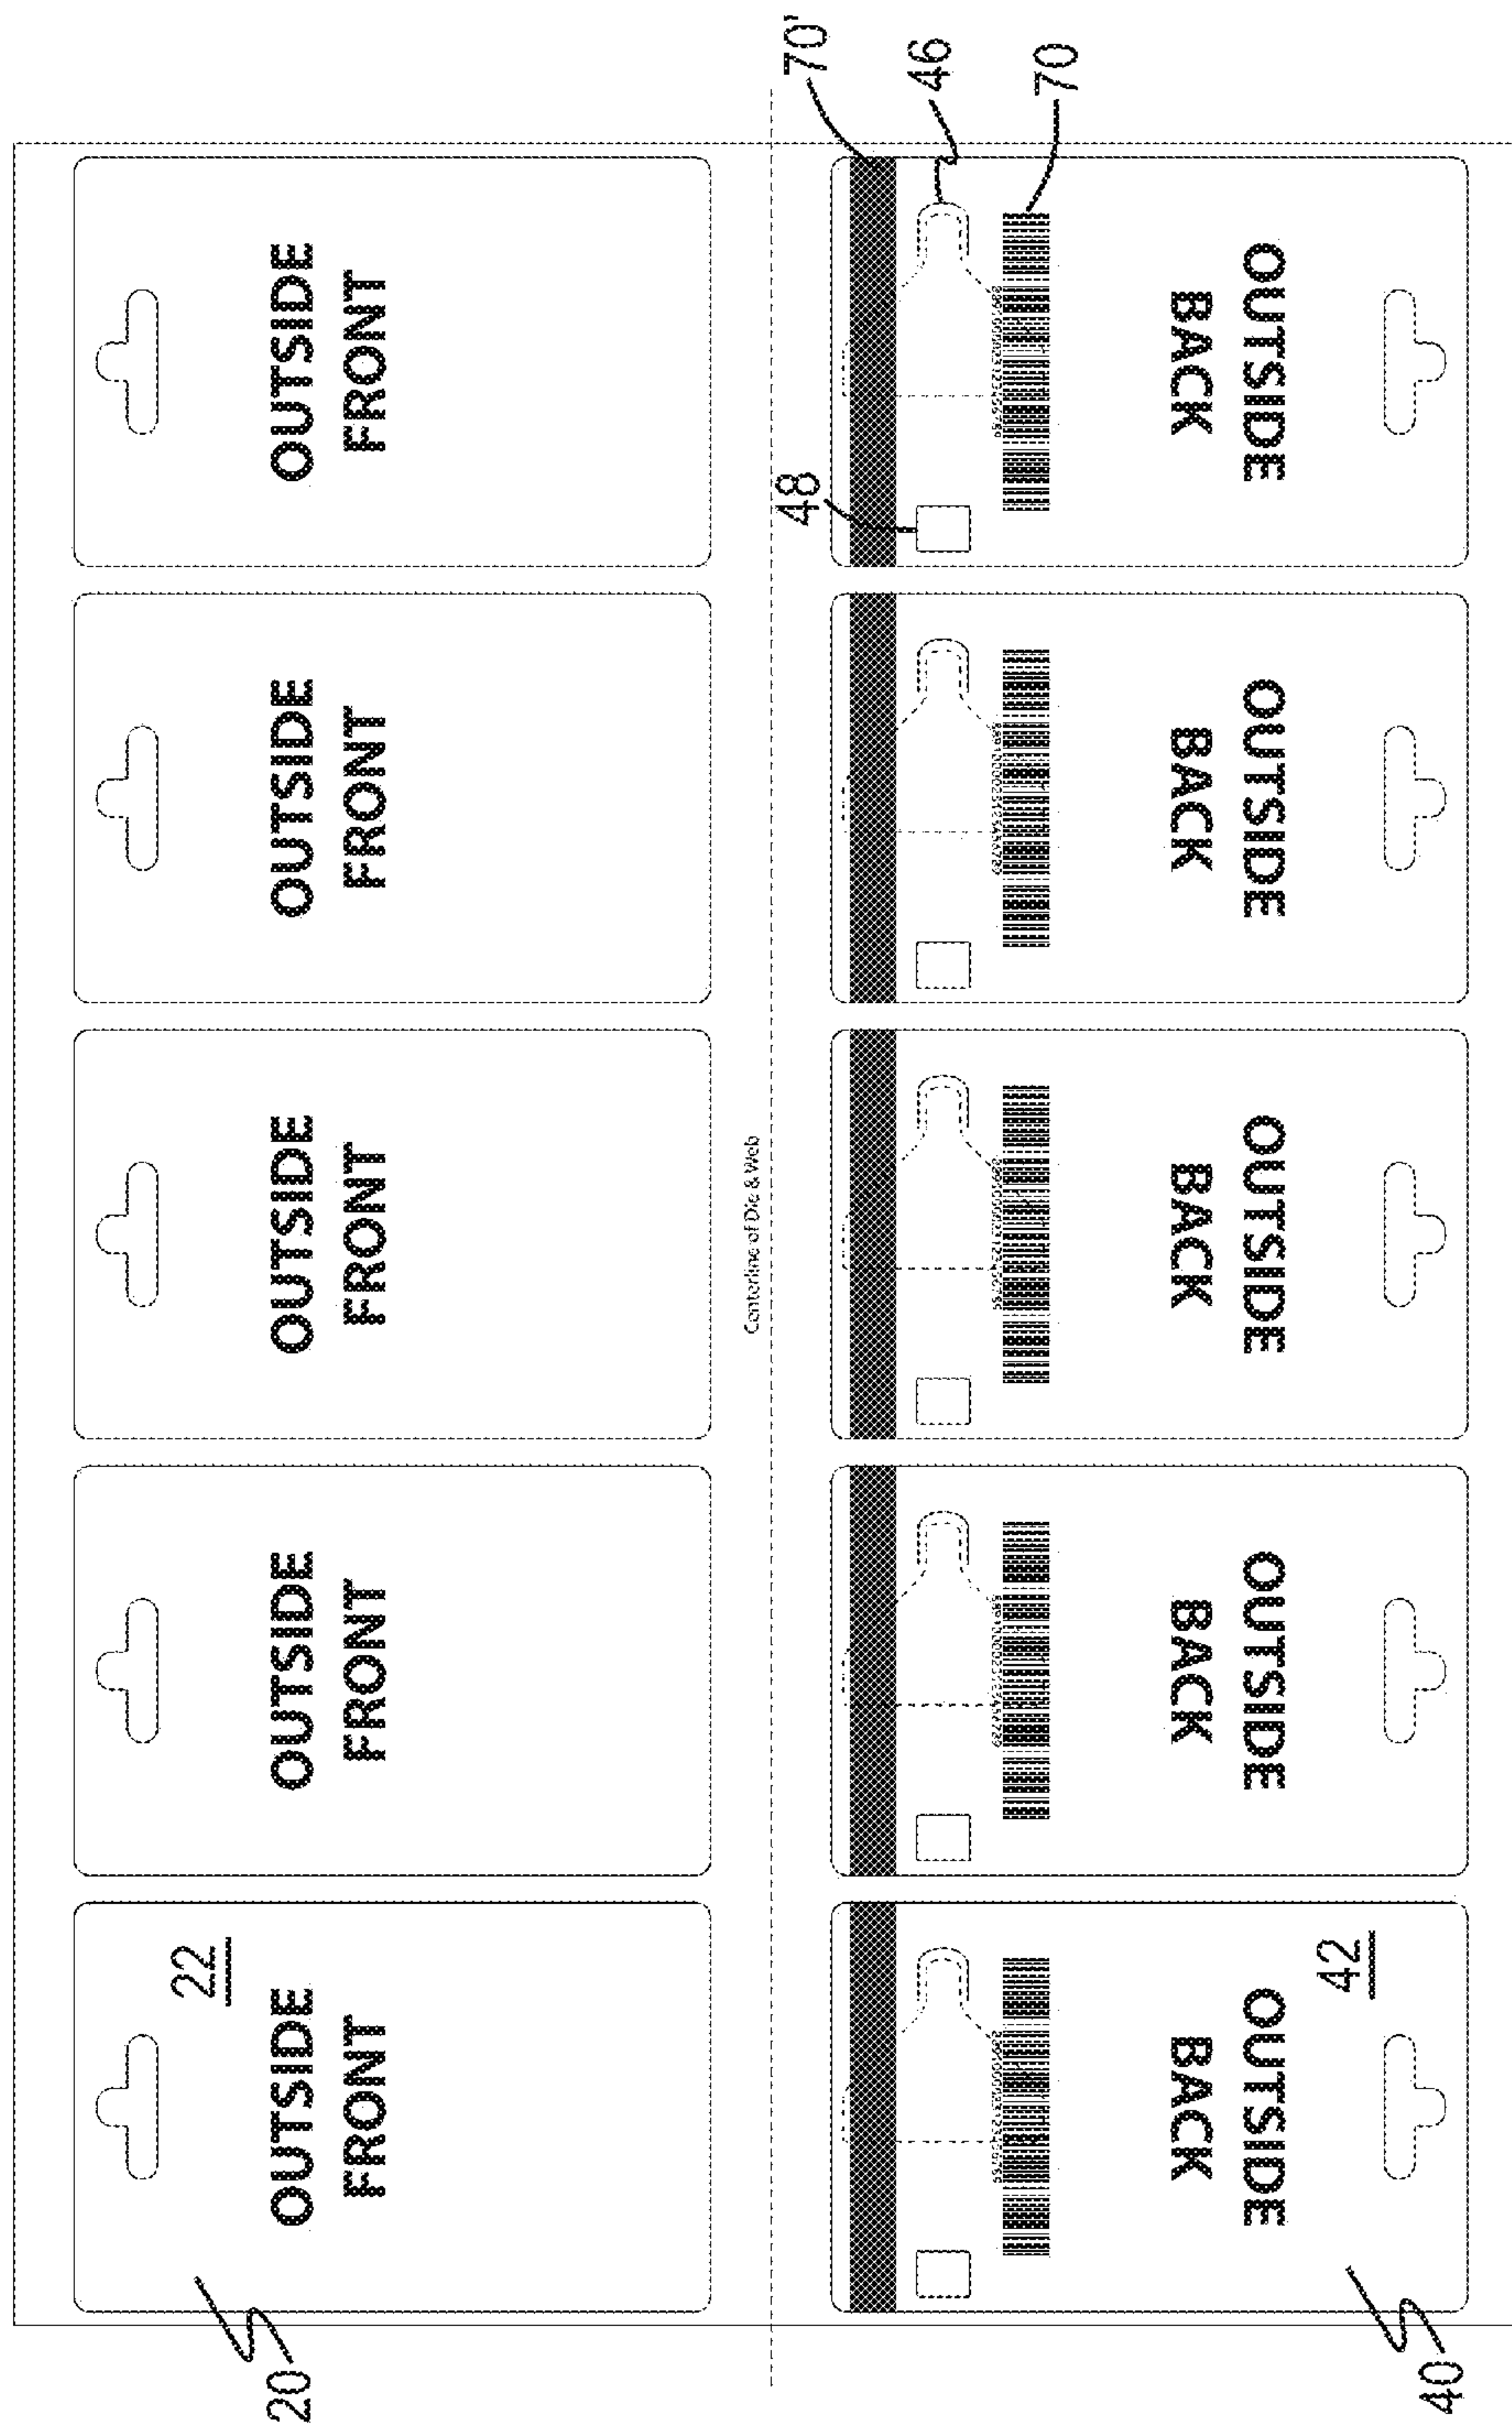 70'
46
70
48
OUTSIDE
FRONT
OUTSIDE
FRONT
OUTSIDE
FRONT
OUTSIDE
FRONT
22
OUTSIDE
FRONT
20
Centerline of Die & Web
OUTSIDE
BACK
OUTSIDE
BACK
OUTSIDE
BACK
OUTSIDE
BACK
OUTSIDE
BACK
42
40